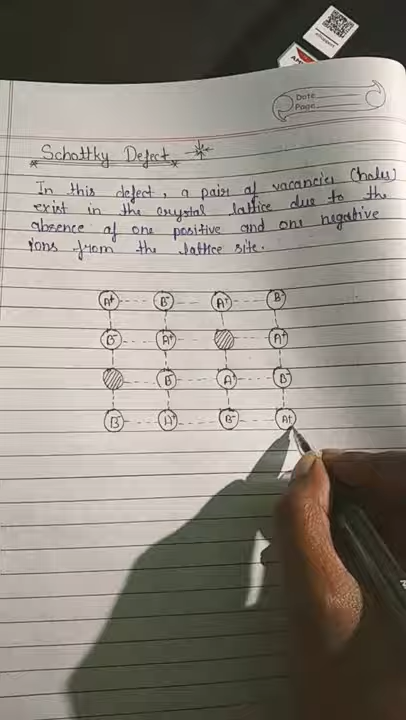 Date
Page
Schottky Defect
In this defect, a pair of vacancies (holes)
exist in the crystal lattice due to the
absence of one positive and one negative
ions from the lattice site.
A+ B- A+ B-
B- A+ A+
B- A+ B-
B- A+ B- A+